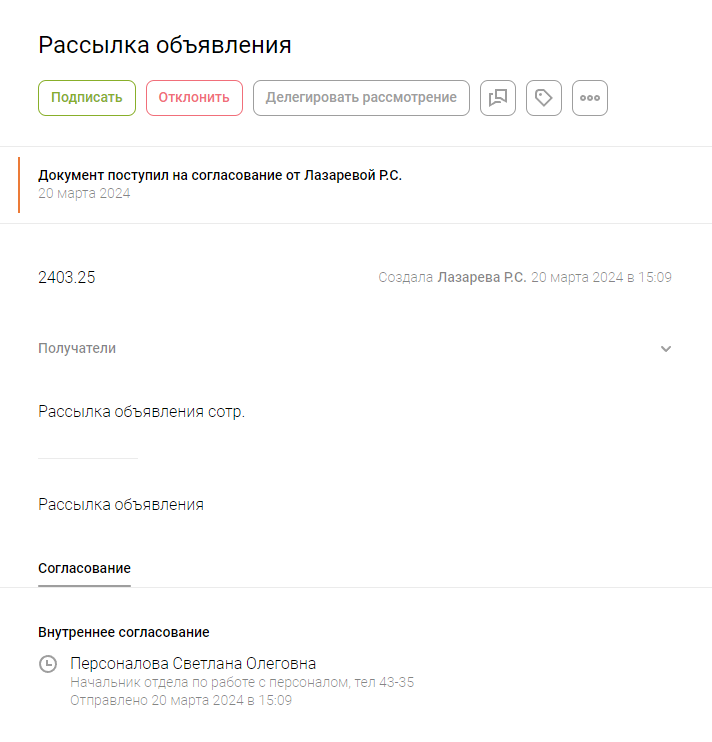 Рассылка объявления
Подписать Отклонить Делегировать рассмотрение
Документ поступил на согласование от Лазаревой Р.С.
20 марта 2024
2403.25 Создала Лазарева Р.С. 20 марта 2024 в 15:09
Получатели
Рассылка объявления сотр.
Рассылка объявления
Согласование
Внутреннее согласование
Персоналова Светлана Олеговна
Начальник отдела по работе с персоналом, тел 43-35
Отправлено 20 марта 2024 в 15:09